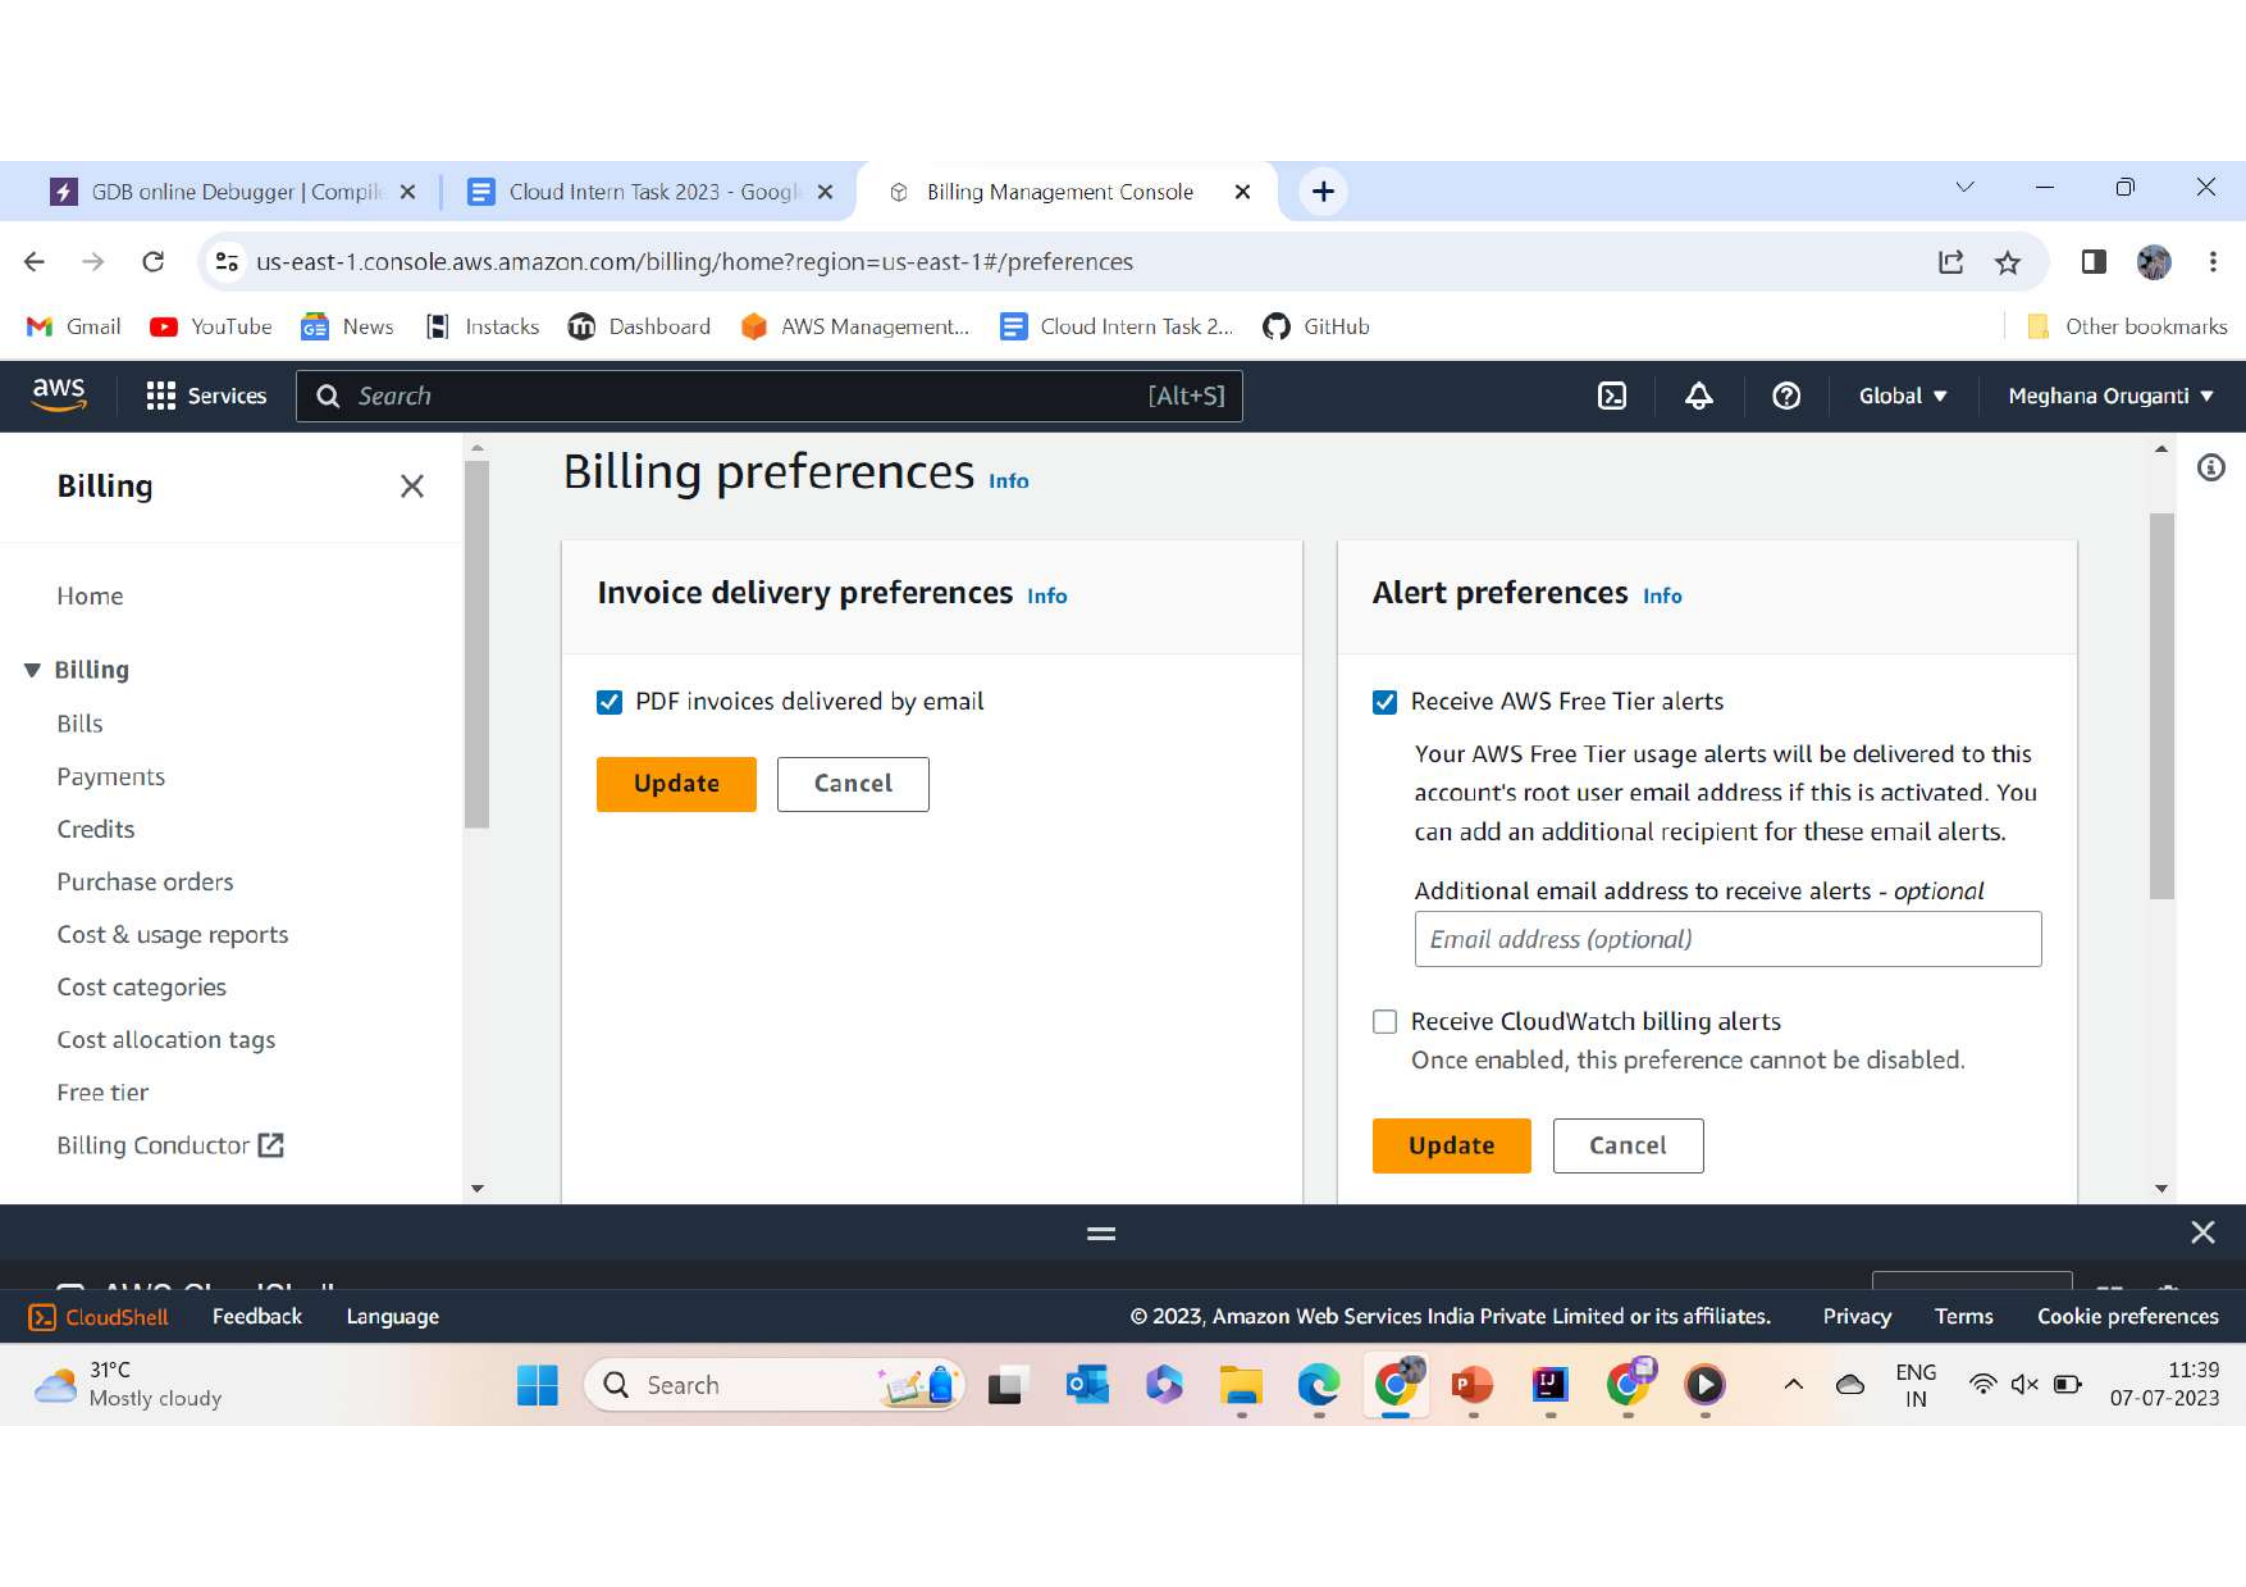 GDB online Debugger | Compil
Cloud Intern Task 2023 - Googl
Billing Management Console
us-east-1.console.aws.amazon.com/billing/home?region=us-east-1#/preferences
Gmail
YouTube
GE
News
Instacks
Dashboard
AWS Management...
Cloud Intern Task 2...
GitHub
Other bookmarks
aws
Services
Search
[Alt+S]
Global
Meghana Oruganti
Billing
Home
Billing
Bills
Payments
Credits
Purchase orders
Cost & usage reports
Cost categories
Cost allocation tags
Free tier
Billing Conductor
Billing preferences Info
Invoice delivery preferences Info
PDF invoices delivered by email
Update
Cancel
Alert preferences Info
Receive AWS Free Tier alerts
Your AWS Free Tier usage alerts will be delivered to this
account's root user email address if this is activated. You
can add an additional recipient for these email alerts.
Additional email address to receive alerts - optional
Email address (optional)
Receive CloudWatch billing alerts
Once enabled, this preference cannot be disabled.
Update
Cancel
AWS CloudShell
CloudShell
Feedback
Language
© 2023, Amazon Web Services India Private Limited or its affiliates.
Privacy
Terms
Cookie preferences
31°C
Mostly cloudy
Search
ENG
IN
11:39
07-07-2023